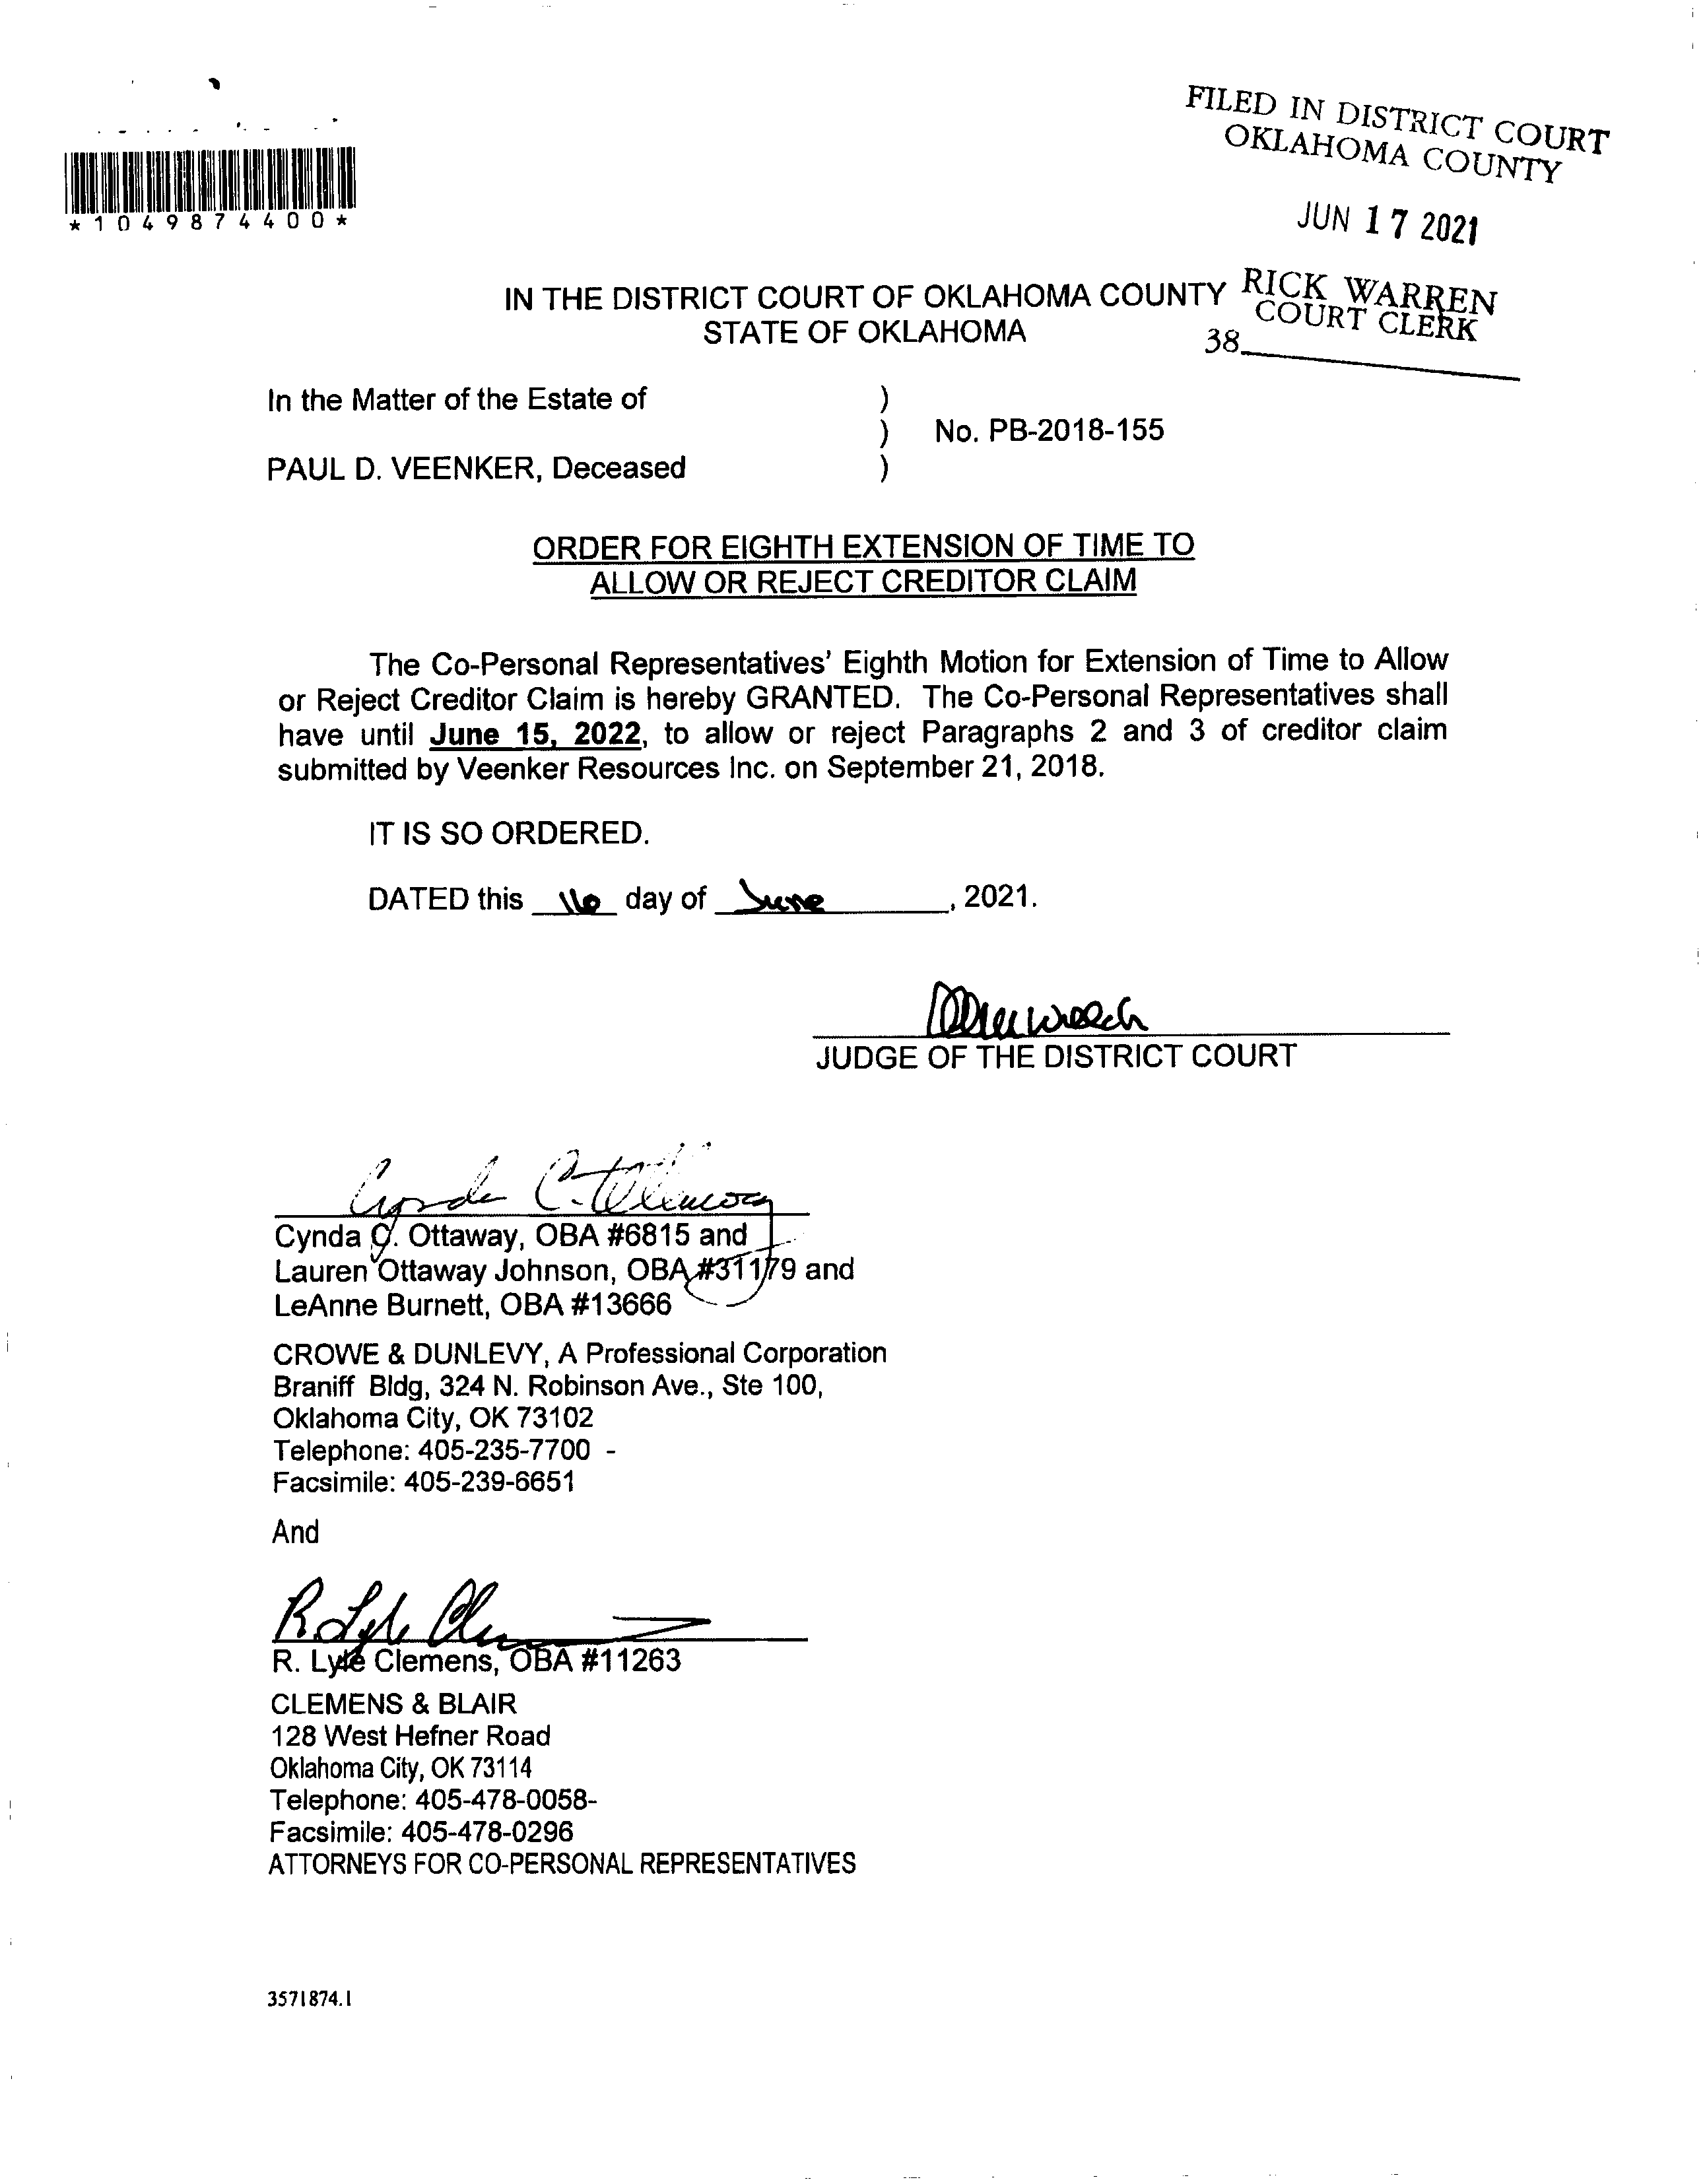 FILED IN DISTRICT COURT
OKLAHOMA COUNTY
JUN 17 2021
RICK WARREN
COURT CLERK
38
*1049874400*
IN THE DISTRICT COURT OF OKLAHOMA COUNTY
STATE OF OKLAHOMA
In the Matter of the Estate of )
) No. PB-2018-155
PAUL D. VEENKER, Deceased )
ORDER FOR EIGHTH EXTENSION OF TIME TO
ALLOW OR REJECT CREDITOR CLAIM
The Co-Personal Representatives' Eighth Motion for Extension of Time to Allow
or Reject Creditor Claim is hereby GRANTED. The Co-Personal Representatives shall
have until June 15, 2022, to allow or reject Paragraphs 2 and 3 of creditor claim
submitted by Veenker Resources Inc. on September 21, 2018.
IT IS SO ORDERED.
DATED this 16 day of June, 2021.
JUDGE OF THE DISTRICT COURT
Cynda C. Ottaway
Cynda C. Ottaway, OBA #6815 and
Lauren Ottaway Johnson, OBA #31179 and
LeAnne Burnett, OBA #13666
CROWE & DUNLEVY, A Professional Corporation
Braniff Bldg, 324 N. Robinson Ave., Ste 100,
Oklahoma City, OK 73102
Telephone: 405-235-7700 -
Facsimile: 405-239-6651
And
R. Lyle Clemens
R. Lyle Clemens, OBA #11263
CLEMENS & BLAIR
128 West Hefner Road
Oklahoma City, OK 73114
Telephone: 405-478-0058-
Facsimile: 405-478-0296
ATTORNEYS FOR CO-PERSONAL REPRESENTATIVES
3571874.1